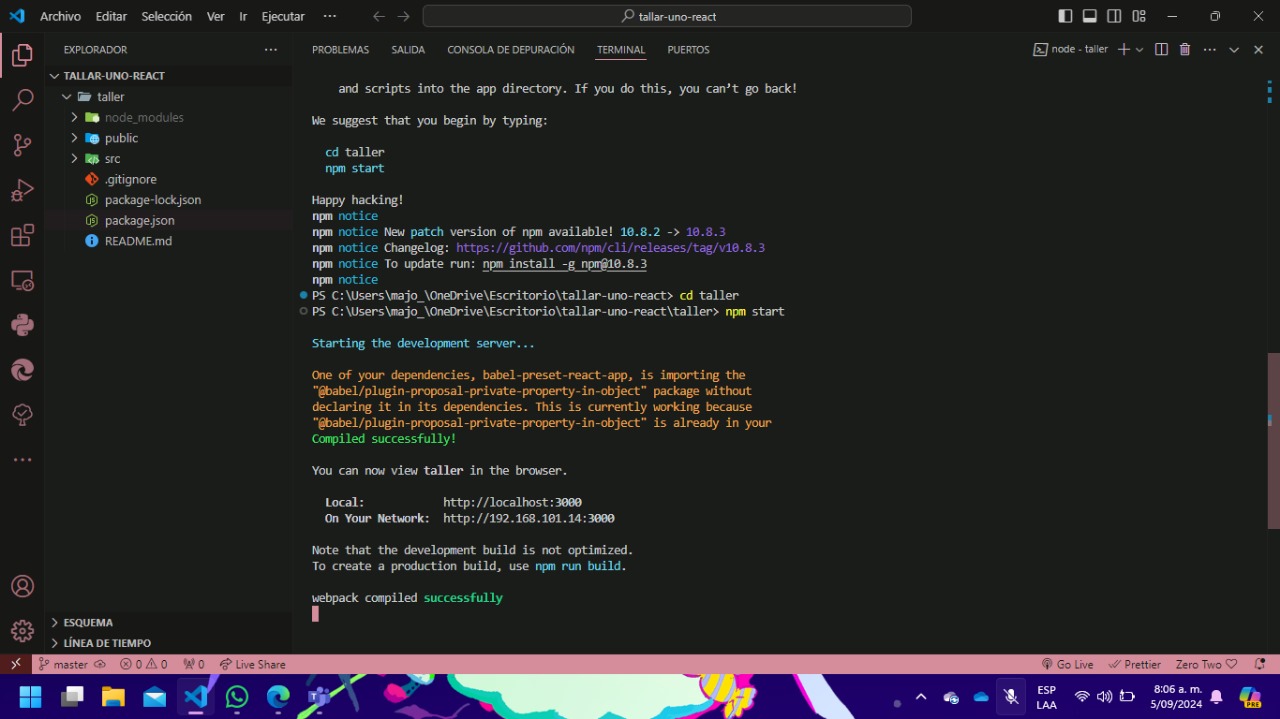 Archivo Editar Selección Ver Ir Ejecutar ··· tallar-uno-react
EXPLORADOR ···
PROBLEMAS SALIDA CONSOLA DE DEPURACIÓN TERMINAL PUERTOS node - taller
TALLAR-UNO-REACT
taller
node_modules
public
src
.gitignore
package-lock.json
package.json
README.md
and scripts into the app directory. If you do this, you can’t go back!
We suggest that you begin by typing:
cd taller
npm start
Happy hacking!
npm notice
npm notice New patch version of npm available! 10.8.2 -> 10.8.3
npm notice Changelog: https://github.com/npm/cli/releases/tag/v10.8.3
npm notice To update run: npm install -g npm@10.8.3
npm notice
PS C:\Users\majo_\OneDrive\Escritorio\tallar-uno-react> cd taller
PS C:\Users\majo_\OneDrive\Escritorio\tallar-uno-react\taller> npm start
Starting the development server...
One of your dependencies, babel-preset-react-app, is importing the
"@babel/plugin-proposal-private-property-in-object" package without
declaring it in its dependencies. This is currently working because
"@babel/plugin-proposal-private-property-in-object" is already in your
Compiled successfully!
You can now view taller in the browser.
Local: http://localhost:3000
On Your Network: http://192.168.101.14:3000
Note that the development build is not optimized.
To create a production build, use npm run build.
webpack compiled successfully
ESQUEMA
LÍNEA DE TIEMPO
master 0 0 0 Live Share Go Live Prettier Zero Two
ESP
LAA
8:06 a. m.
5/09/2024
PRE